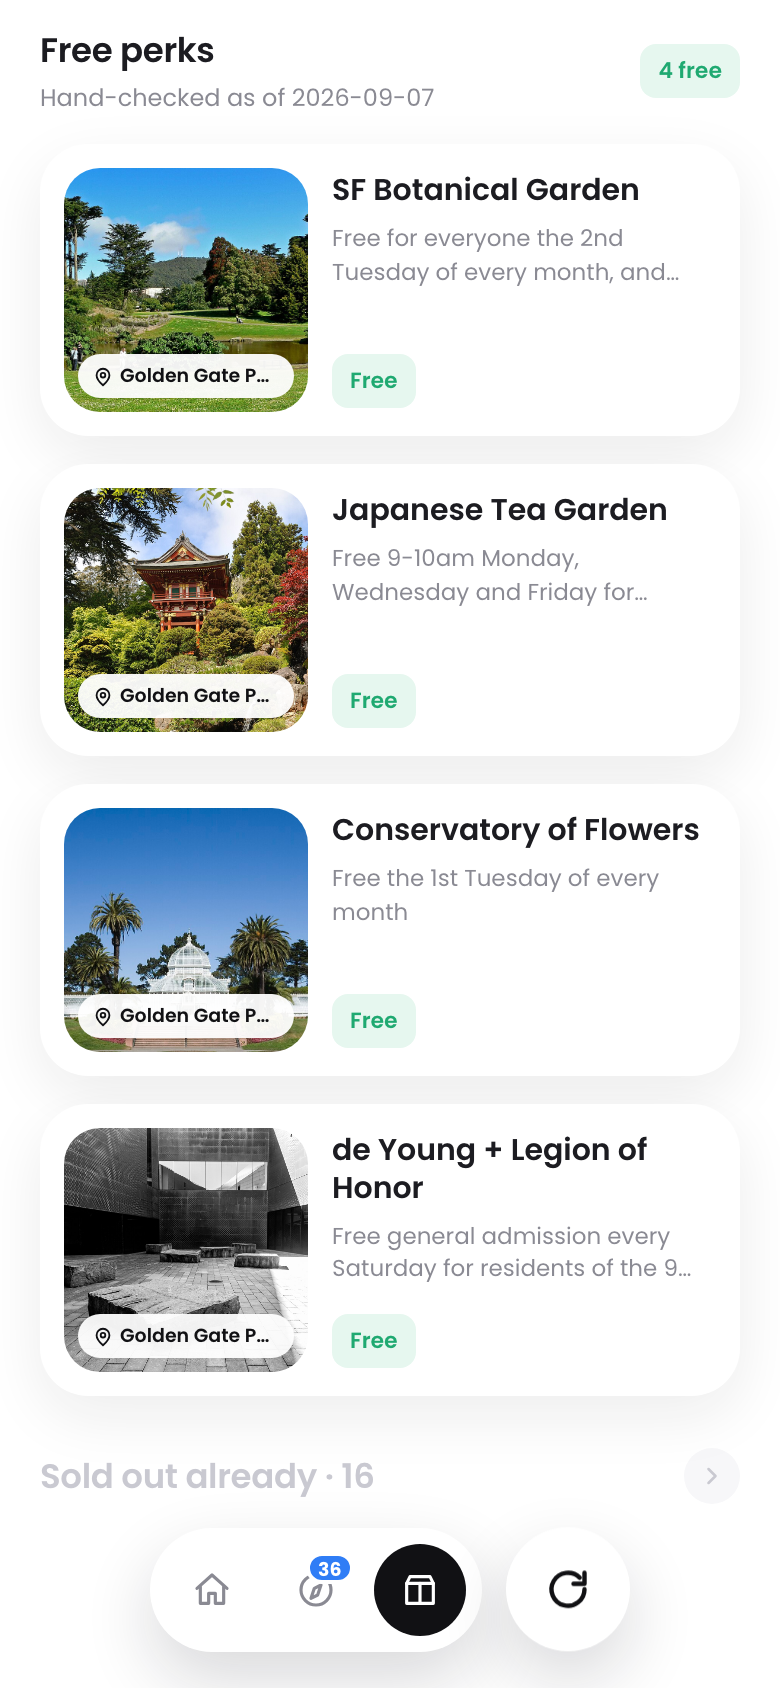 Free perks
Hand-checked as of 2026-09-07
4 free
SF Botanical Garden
Free for everyone the 2nd
Tuesday of every month, and...
Golden Gate P...
Free
Japanese Tea Garden
Free 9-10am Monday,
Wednesday and Friday for...
Golden Gate P...
Free
Conservatory of Flowers
Free the 1st Tuesday of every
month
Golden Gate P...
Free
de Young + Legion of
Honor
Free general admission every
Saturday for residents of the 9...
Golden Gate P...
Free
Sold out already · 16
36